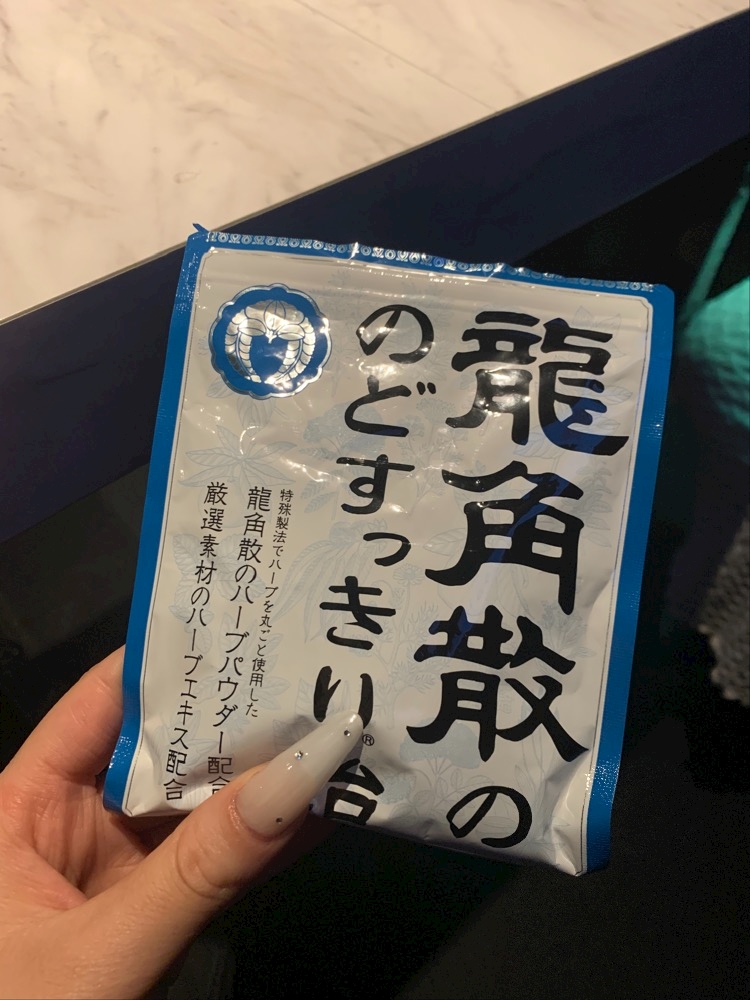 龍角散の
のどすっきり®飴
特殊製法でハーブを丸ごと使用した
龍角散のハーブパウダー配合
厳選素材のハーブエキス配合